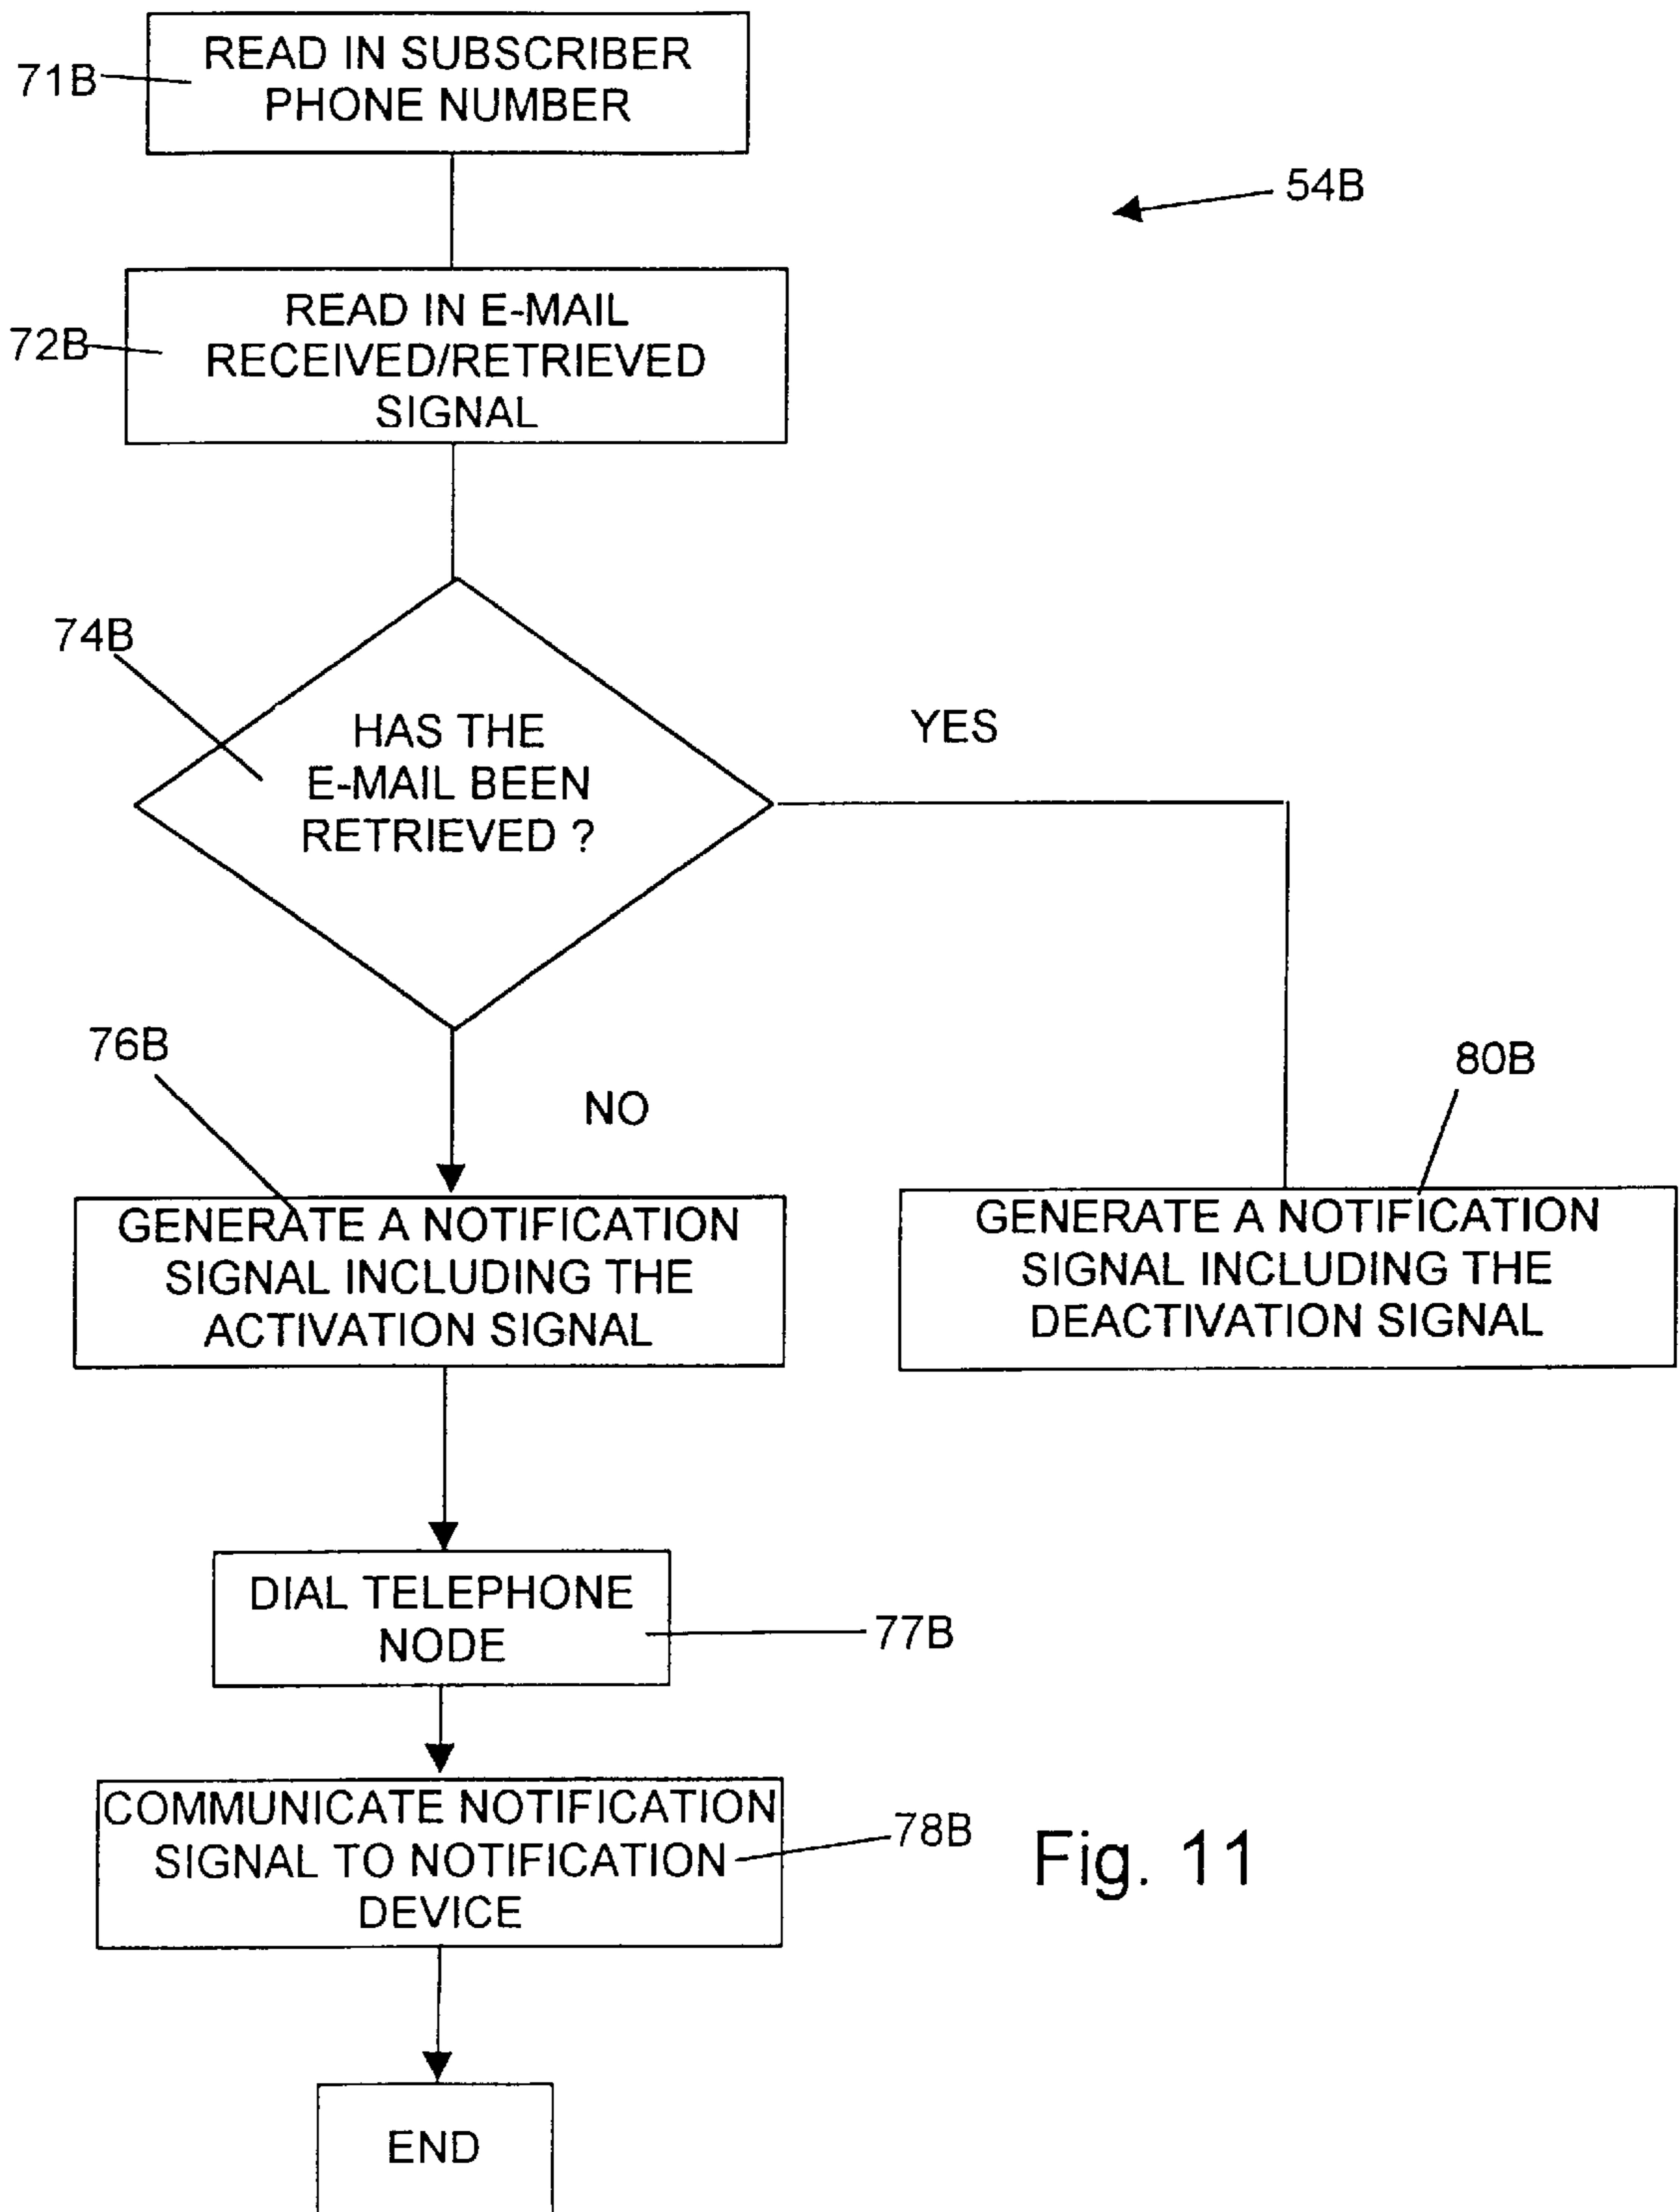 71B
READ IN SUBSCRIBER
PHONE NUMBER
54B
72B
READ IN E-MAIL
RECEIVED/RETRIEVED
SIGNAL
74B
HAS THE
E-MAIL BEEN
RETRIEVED ?
YES
76B
NO
80B
GENERATE A NOTIFICATION
SIGNAL INCLUDING THE
ACTIVATION SIGNAL
GENERATE A NOTIFICATION
SIGNAL INCLUDING THE
DEACTIVATION SIGNAL
DIAL TELEPHONE
NODE
77B
COMMUNICATE NOTIFICATION
SIGNAL TO NOTIFICATION
DEVICE
78B
Fig. 11
END